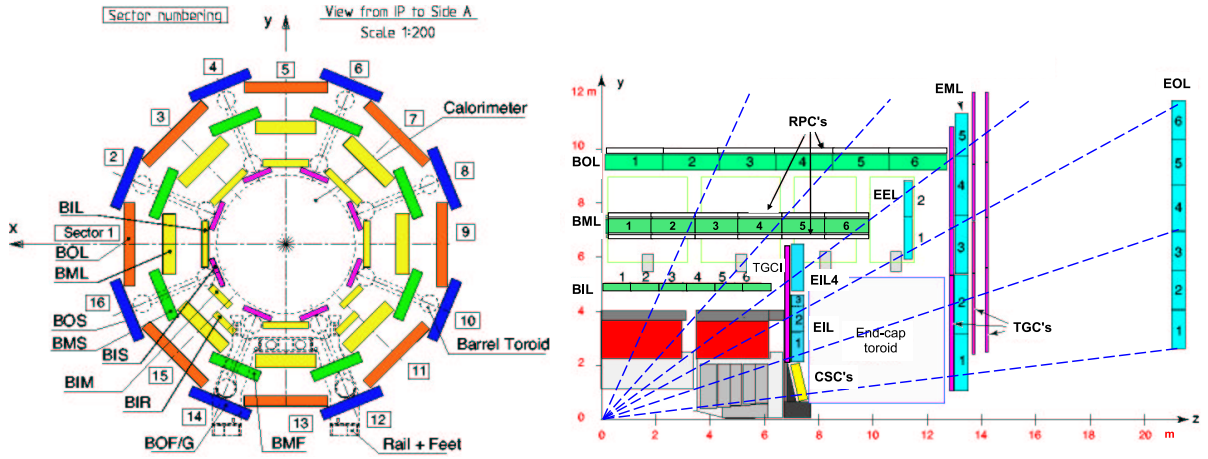 Sector numbering
View from IP to Side A
Scale 1:200
y
x
4
5
6
3
7
Calorimeter
2
8
BIL
BOL
Sector 1
9
BML
16
BOS
10
BMS
Barrel Toroid
BIS
BIM
15
11
BIR
14
13
12
BOF/G
BMF
Rail + Feet
12 m
y
EML
EOL
RPC's
10
BOL
1 2 3 4 5 6
8
BML
1 2 3 4 5 6
EEL
2
1
6
TGCI
EIL4
BIL
1 2 3 4 5 6
4
EIL
3
2
1
End-cap
toroid
TGC's
2
CSC's
0
5
4
3
2
1
6
5
4
3
2
1
0 2 4 6 8 10 12 14 16 18 20
z
m